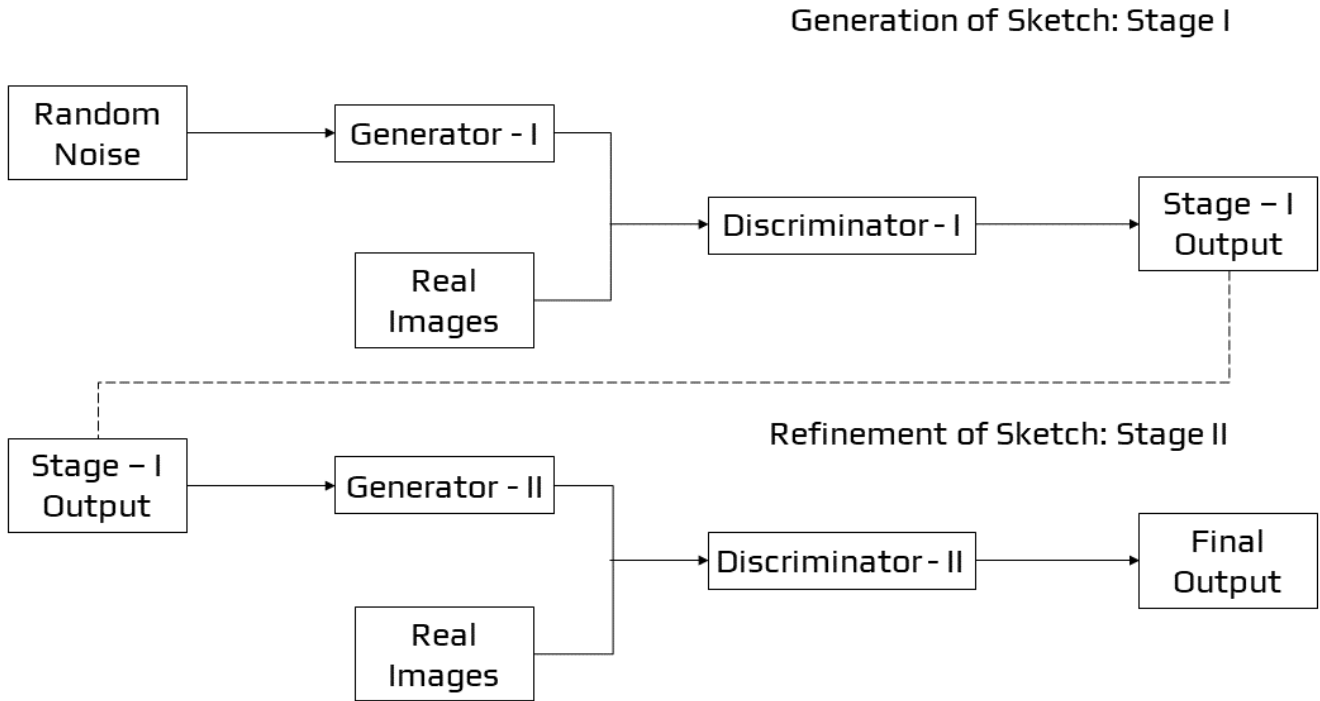 Generation of Sketch: Stage I
Random
Noise
Generator - I
Real
Images
Discriminator - I
Stage – I
Output
Refinement of Sketch: Stage II
Stage – I
Output
Generator - II
Real
Images
Discriminator - II
Final
Output